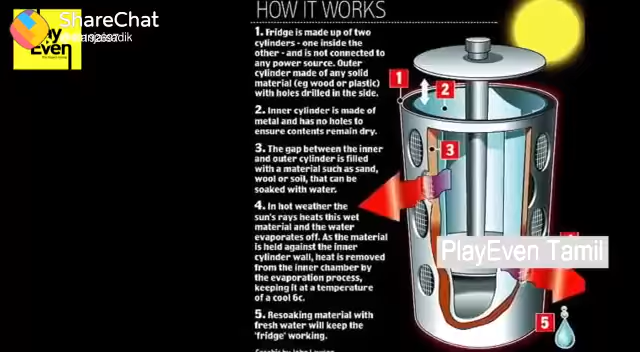 ShareChat
Play
Even
HOW IT WORKS
1. Fridge is made up of two
cylinders - one inside the
other - and is not connected to
any power source. Outer
cylinder made of any solid
material (eg wood or plastic)
with holes drilled in the side.
2. Inner cylinder is made of
metal and has no holes to
ensure contents remain dry.
3. The gap between the inner
and outer cylinder is filled
with a material such as sand,
wool or soil, that can be
soaked with water.
4. In hot weather the
sun's rays heats this wet
material and the water
evaporates off. As the material
is held against the inner
cylinder wall, heat is removed
from the inner chamber by
the evaporation process,
keeping it at a temperature
of a cool 6c.
5. Resoaking material with
fresh water will keep the
'fridge' working.
Graphic by John
1
2
3
PlayEven Tamil
5